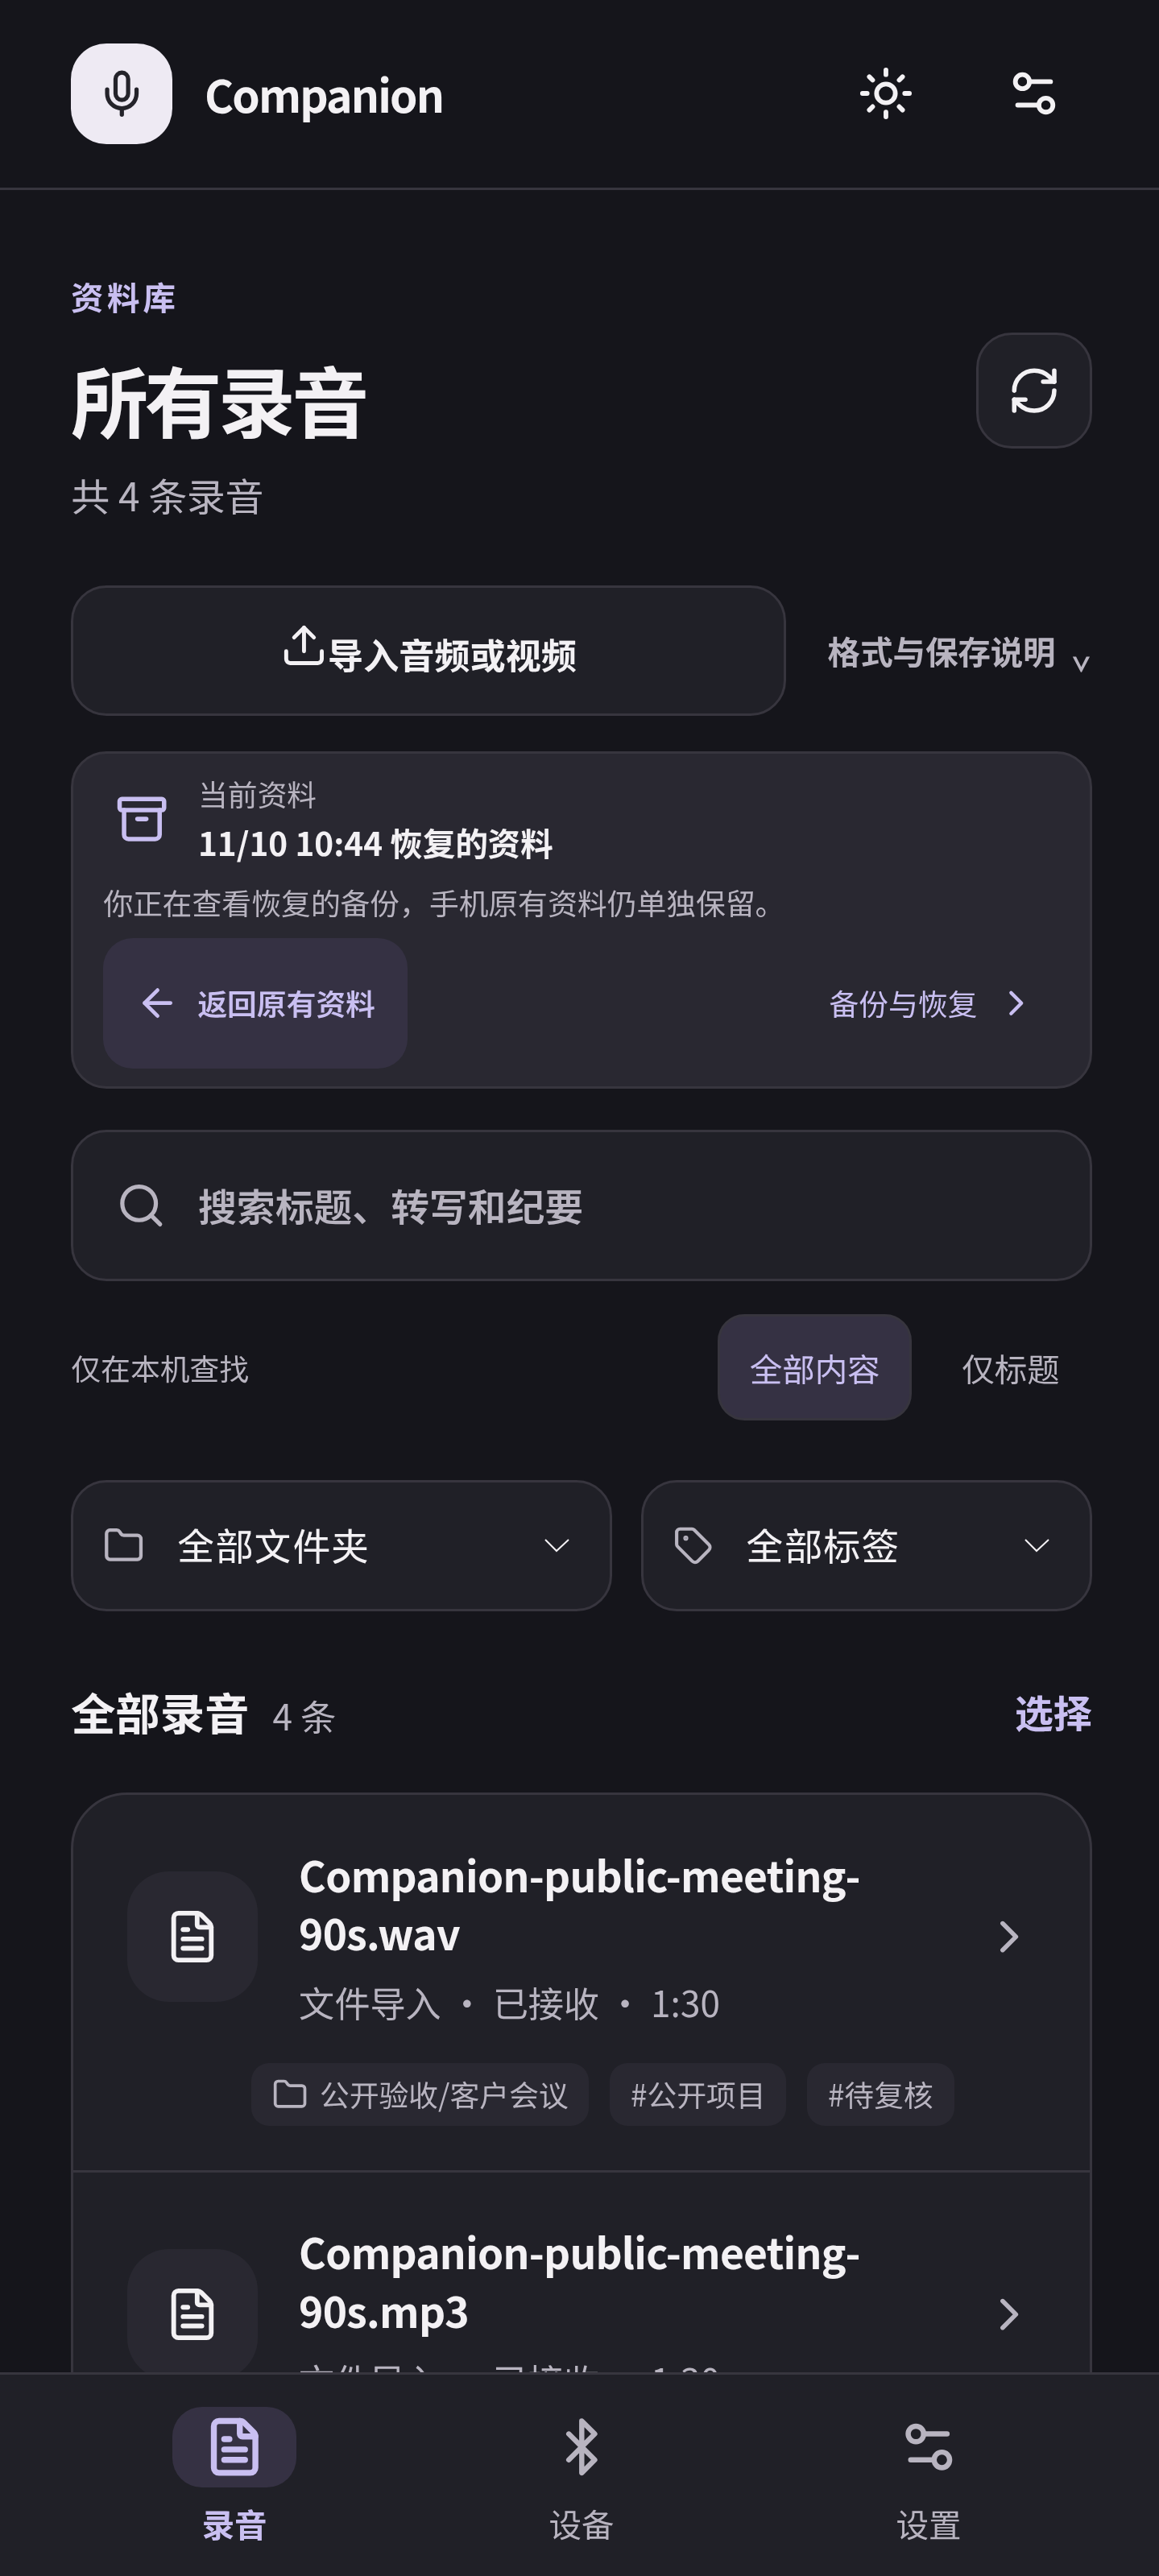 Companion
资料库
所有录音
共 4 条录音
导入音频或视频
格式与保存说明
当前资料
11/10 10:44 恢复的资料
你正在查看恢复的备份，手机原有资料仍单独保留。
返回原有资料
备份与恢复
搜索标题、转写和纪要
仅在本机查找
全部内容
仅标题
全部文件夹
全部标签
全部录音 4 条
选择
Companion-public-meeting-
90s.wav
文件导入 • 已接收 • 1:30
公开验收/客户会议
#公开项目
#待复核
Companion-public-meeting-
90s.mp3
录音
设备
设置